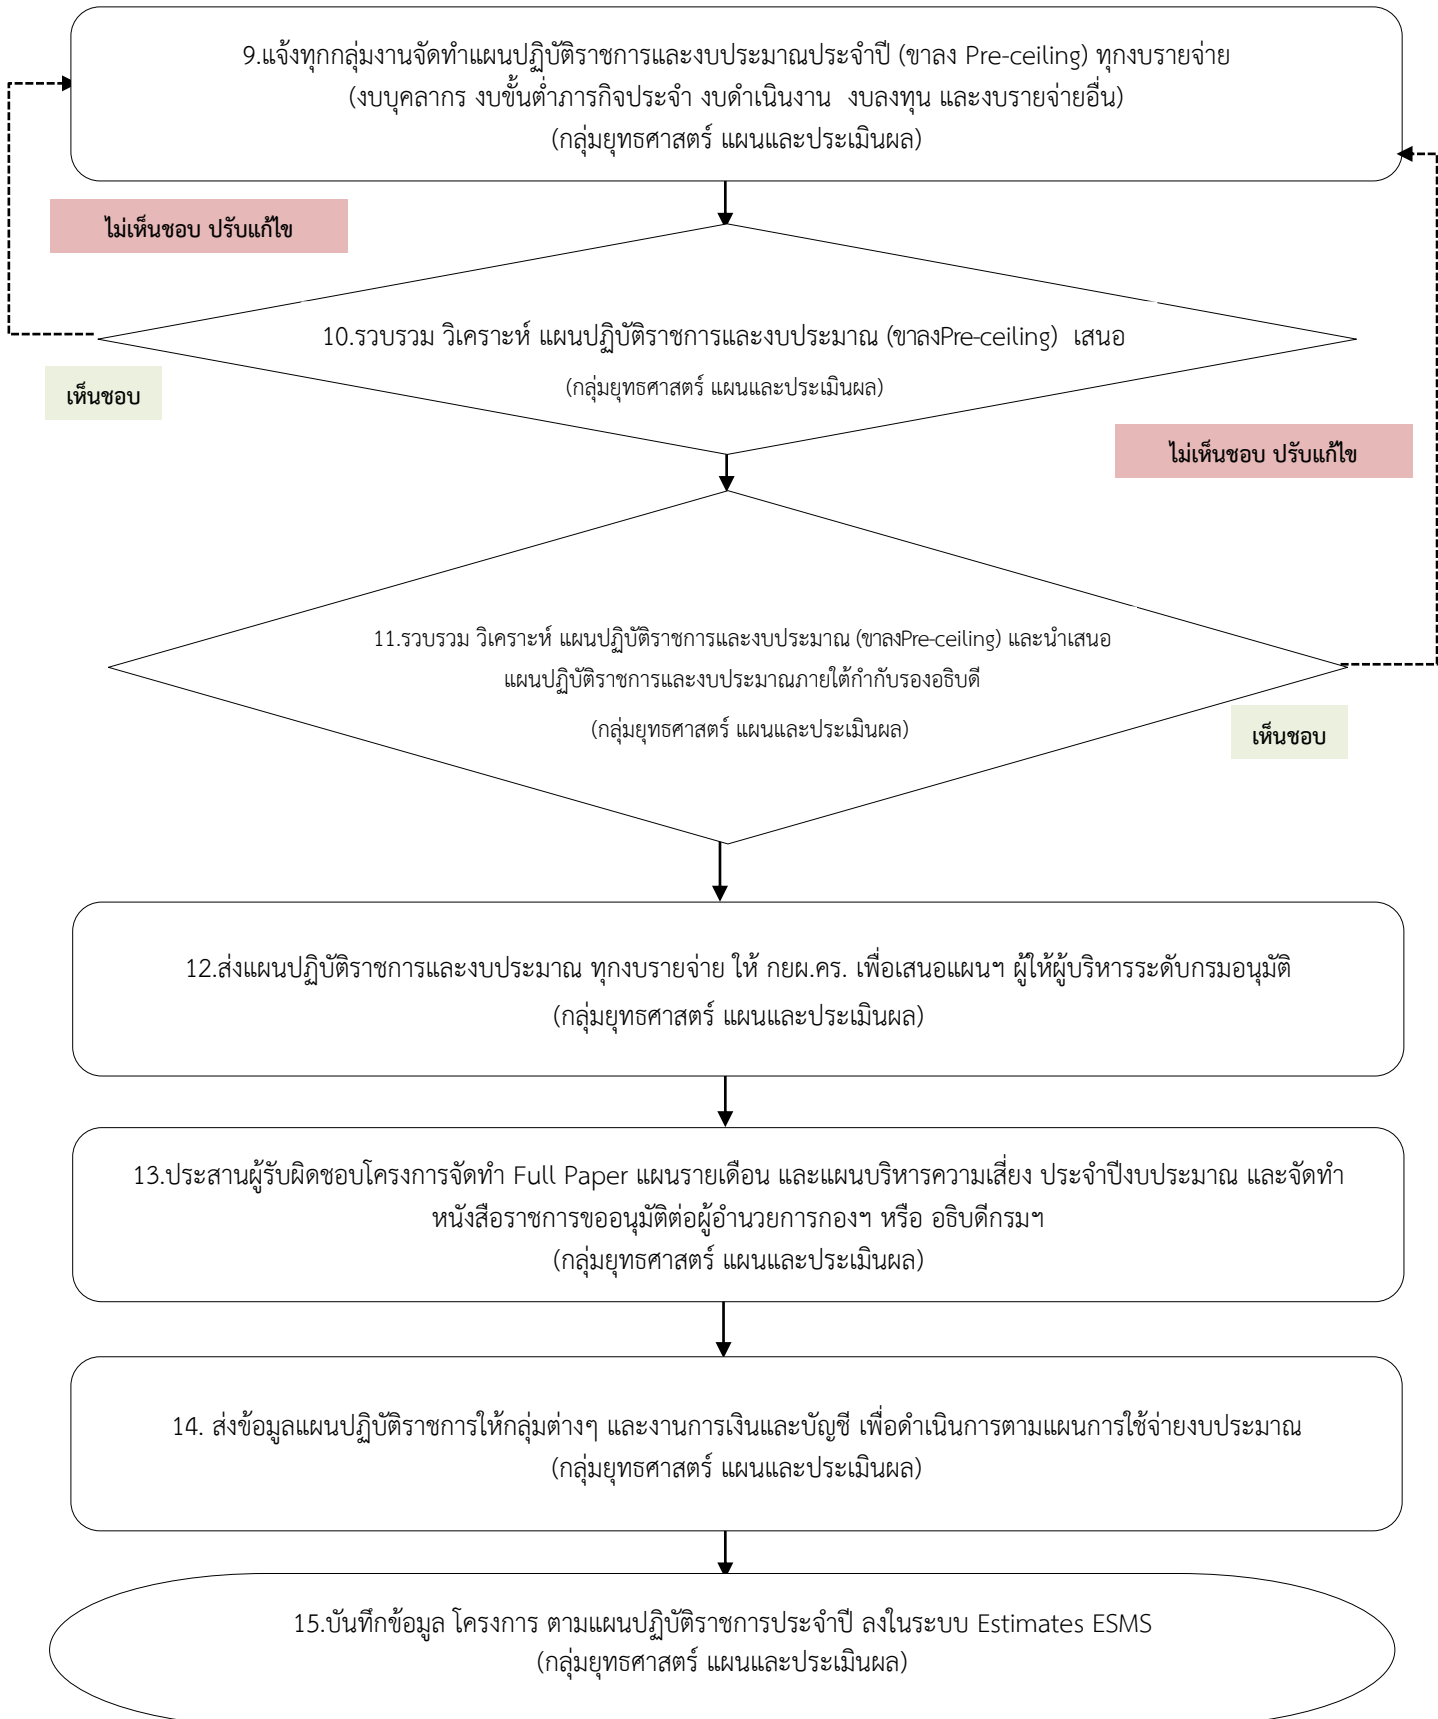 9.แจ้งทุกกลุ่มงานจัดทำแผนปฏิบัติราชการและงบประมาณประจำปี (ขาลง Pre-ceiling) ทุกงบรายจ่าย
(งบบุคลากร งบขั้นต่ำภารกิจประจำ งบดำเนินงาน งบลงทุน และงบรายจ่ายอื่น)
(กลุ่มยุทธศาสตร์ แผนและประเมินผล)
ไม่เห็นชอบ ปรับแก้ไข
10.รวบรวม วิเคราะห์ แผนปฏิบัติราชการและงบประมาณ (ขาลงPre-ceiling) เสนอ
(กลุ่มยุทธศาสตร์ แผนและประเมินผล)
เห็นชอบ
ไม่เห็นชอบ ปรับแก้ไข
11.รวบรวม วิเคราะห์ แผนปฏิบัติราชการและงบประมาณ (ขาลงPre-ceiling) และนำเสนอ
แผนปฏิบัติราชการและงบประมาณภายใต้กำกับรองอธิบดี
(กลุ่มยุทธศาสตร์ แผนและประเมินผล)
เห็นชอบ
12.ส่งแผนปฏิบัติราชการและงบประมาณ ทุกงบรายจ่าย ให้ กยผ.คร. เพื่อเสนอแผนฯ ผู้ให้ผู้บริหารระดับกรมอนุมัติ
(กลุ่มยุทธศาสตร์ แผนและประเมินผล)
13.ประสานผู้รับผิดชอบโครงการจัดทำ Full Paper แผนรายเดือน และแผนบริหารความเสี่ยง ประจำปีงบประมาณ และจัดทำ
หนังสือราชการขออนุมัติต่อผู้อำนวยการกองฯ หรือ อธิบดีกรมฯ
(กลุ่มยุทธศาสตร์ แผนและประเมินผล)
14. ส่งข้อมูลแผนปฏิบัติราชการให้กลุ่มต่างๆ และงานการเงินและบัญชี เพื่อดำเนินการตามแผนการใช้จ่ายงบประมาณ
(กลุ่มยุทธศาสตร์ แผนและประเมินผล)
15.บันทึกข้อมูล โครงการ ตามแผนปฏิบัติราชการประจำปี ลงในระบบ Estimates ESMS
(กลุ่มยุทธศาสตร์ แผนและประเมินผล)